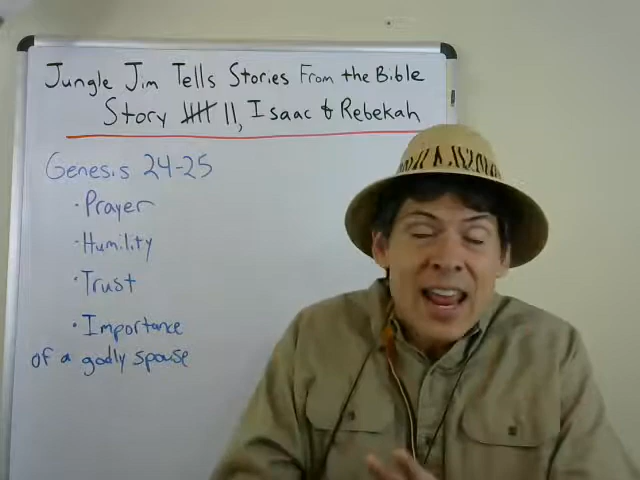 Jungle Jim Tells Stories From the Bible
Story 卌 II, Isaac & Rebekah
Genesis 24-25
· Prayer
· Humility
· Trust
· Importance
of a godly spouse